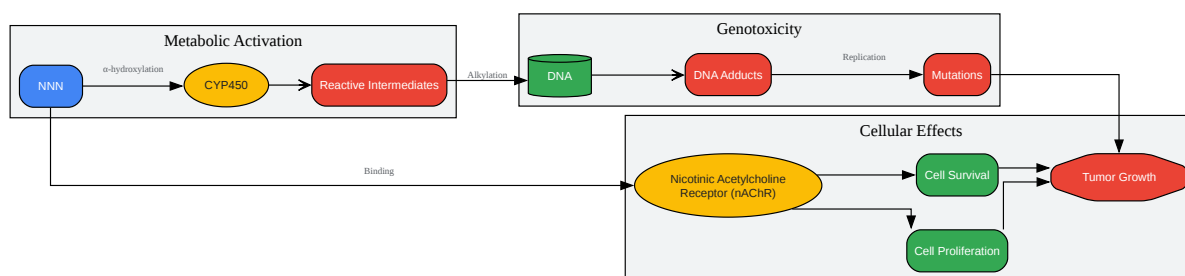 Metabolic Activation
NNN
α-hydroxylation
CYP450
Reactive Intermediates
Alkylation
Genotoxicity
DNA
DNA Adducts
Replication
Mutations
Binding
Cellular Effects
Nicotinic Acetylcholine
Receptor (nAChR)
Cell Survival
Cell Proliferation
Tumor Growth